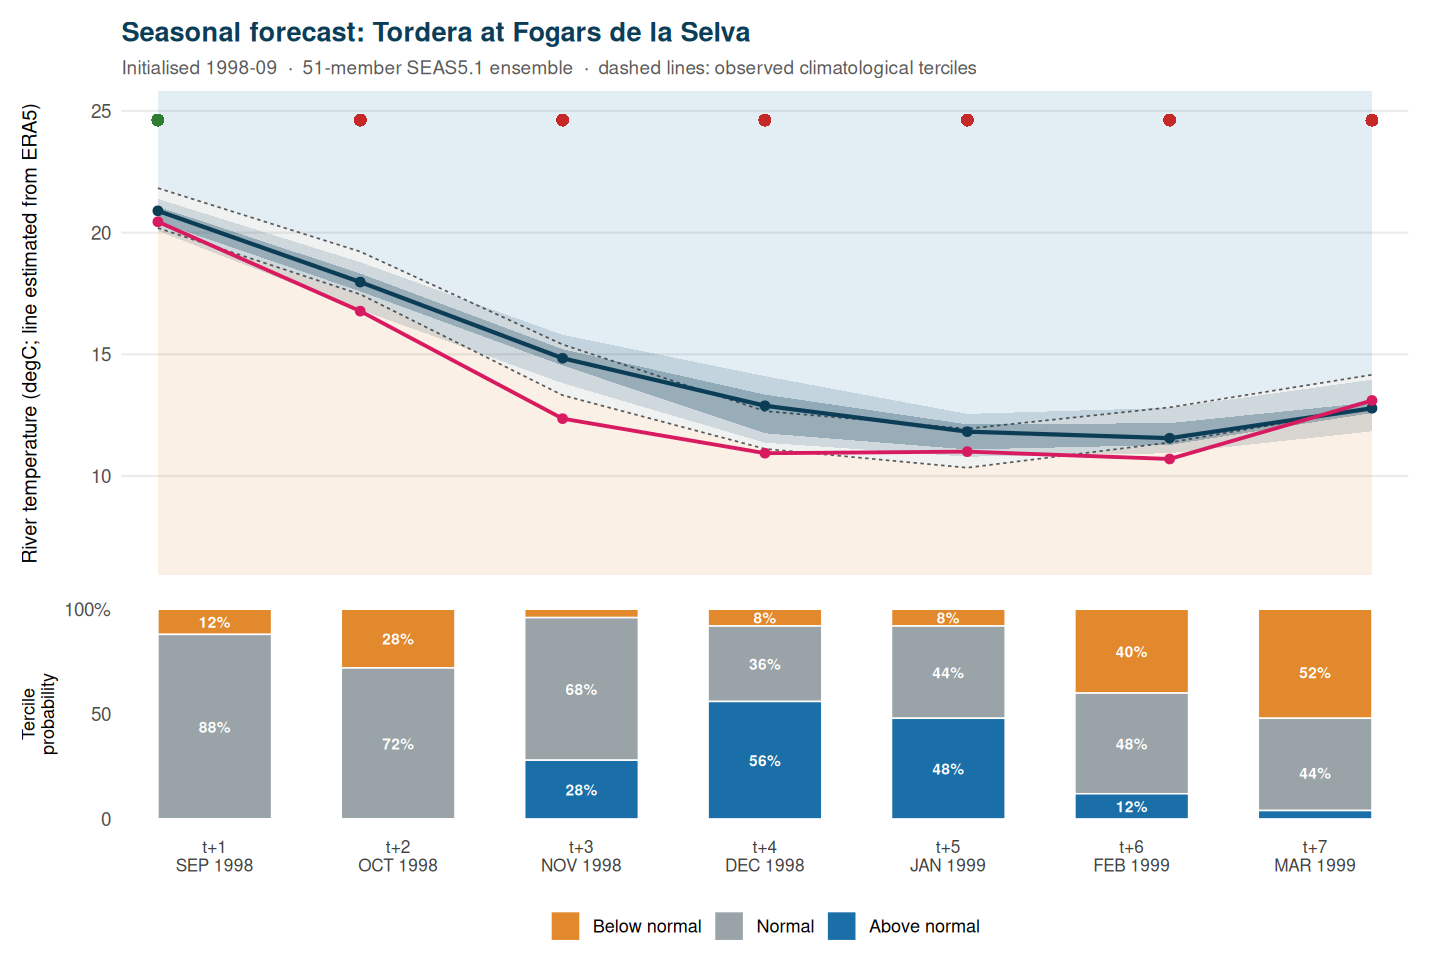 Seasonal forecast: Tordera at Fogars de la Selva
Initialised 1998-09 · 51-member SEAS5.1 ensemble · dashed lines: observed climatological terciles
River temperature (degC; line estimated from ERA5)
25
20
15
10
Tercile
probability
100%
50
0
12%
88%
28%
72%
68%
28%
8%
36%
56%
8%
44%
48%
40%
48%
12%
52%
44%
t+1
SEP 1998
t+2
OCT 1998
t+3
NOV 1998
t+4
DEC 1998
t+5
JAN 1999
t+6
FEB 1999
t+7
MAR 1999
Below normal
Normal
Above normal